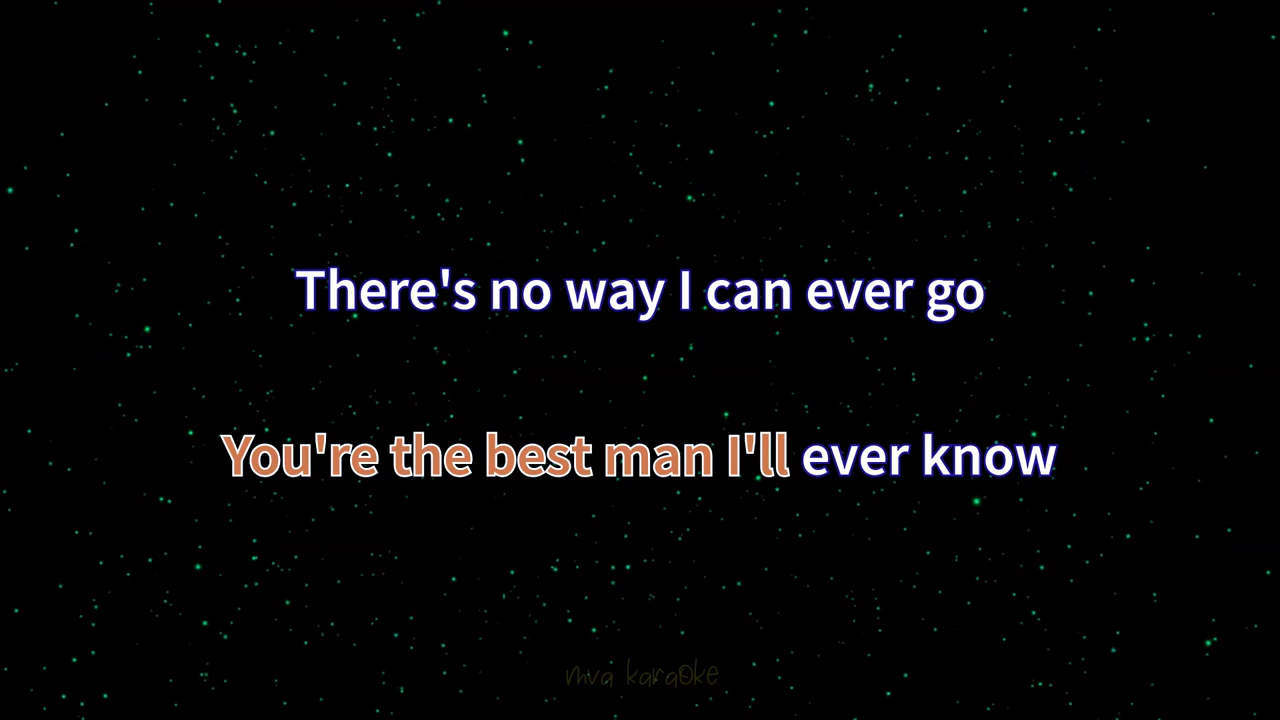 There's no way I can ever go
You're the best man I'll ever know
mva karaoke